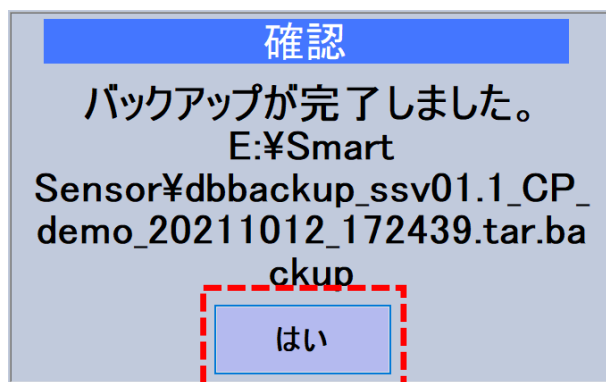 確認
バックアップが完了しました。
E:¥Smart
Sensor¥dbbackup_ssv01.1_CP_
demo_20211012_172439.tar.ba
ckup
はい